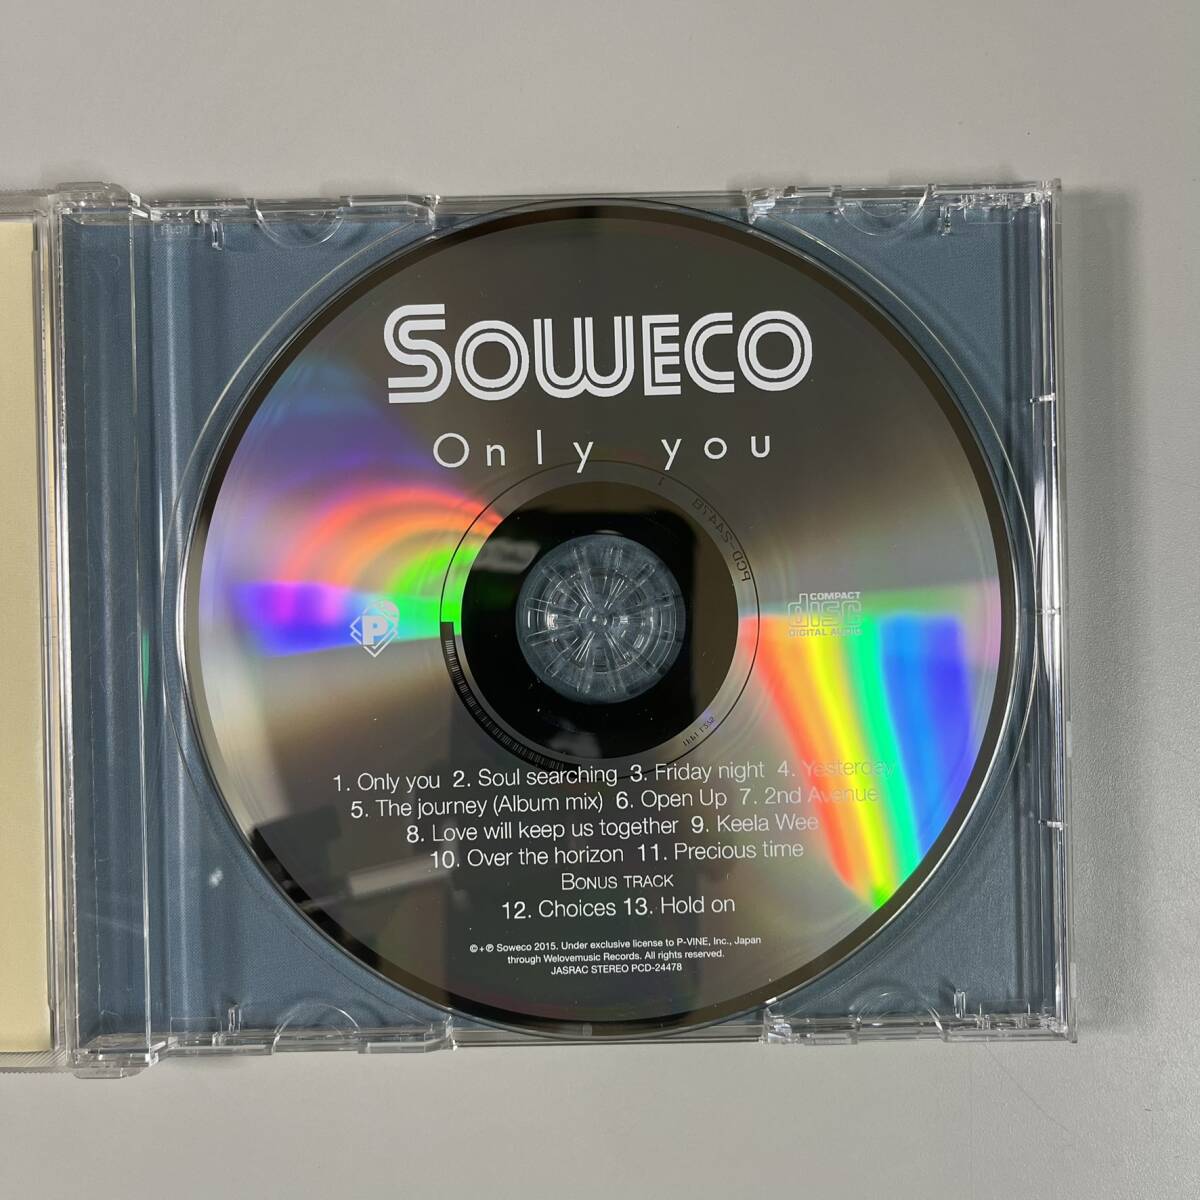 SOWECO
Only you
PCD-24478 1
P
COMPACT
disc
DIGITAL AUDIO
1. Only you 2. Soul searching 3. Friday night 4. Yesterday
5. The journey (Album mix) 6. Open Up 7. 2nd Avenue
8. Love will keep us together 9. Keela Wee
10. Over the horizon 11. Precious time
BONUS TRACK
12. Choices 13. Hold on
©+℗ Soweco 2015. Under exclusive license to P-VINE, Inc., Japan
through Welovemusic Records. All rights reserved.
JASRAC STEREO PCD-24478